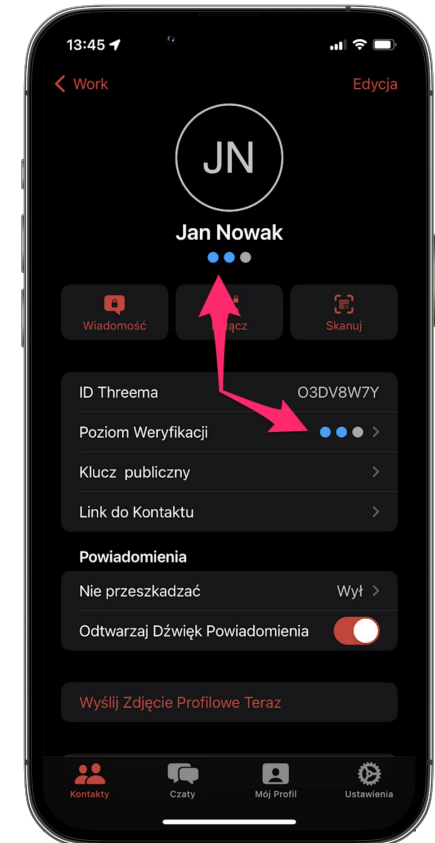 13:45
Work
Edycja
JN
Jan Nowak
Wiadomość
Skanuj
ID Threema
O3DV8W7Y
Poziom Weryfikacji
Klucz publiczny
Link do Kontaktu
Powiadomienia
Nie przeszkadzać
Wył
Odtwarzaj Dźwięk Powiadomienia
Wyślij Zdjęcie Profilowe Teraz
Kontakty
Czaty
Mój Profil
Ustawienia